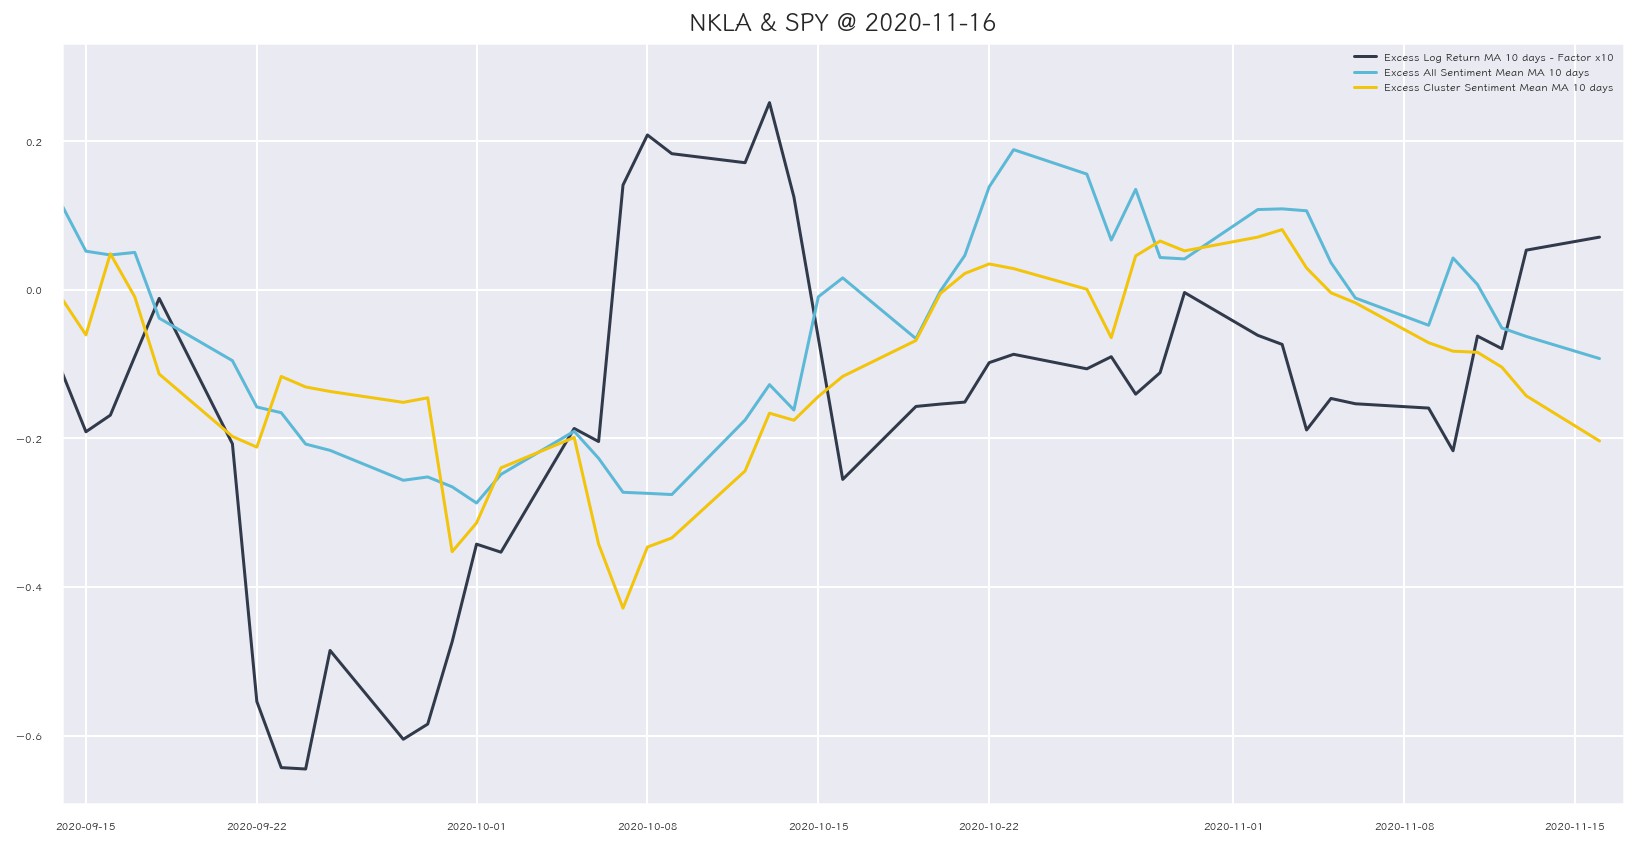 NKLA & SPY @ 2020-11-16
Excess Log Return MA 10 days - Factor x10
Excess All Sentiment Mean MA 10 days
Excess Cluster Sentiment Mean MA 10 days
0.2
0.0
−0.2
−0.4
−0.6
2020-09-15 2020-09-22 2020-10-01 2020-10-08 2020-10-15 2020-10-22 2020-11-01 2020-11-08 2020-11-15